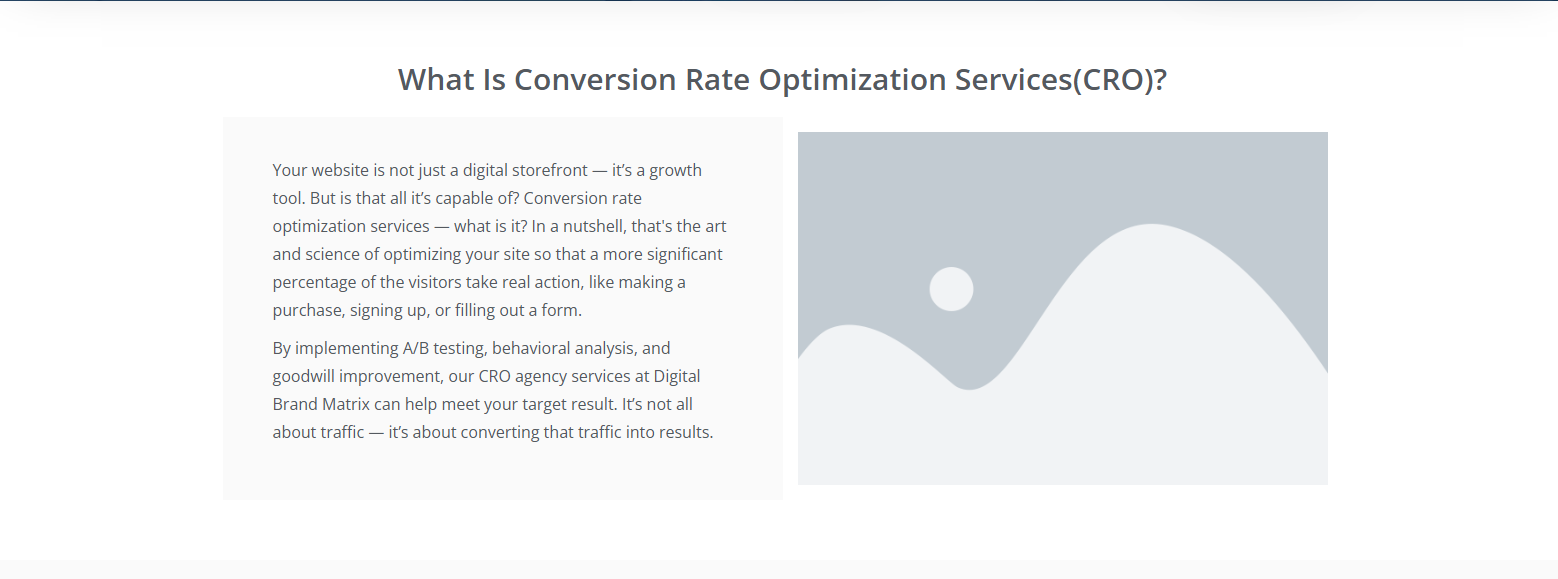 What Is Conversion Rate Optimization Services(CRO)?
Your website is not just a digital storefront — it’s a growth
tool. But is that all it’s capable of? Conversion rate
optimization services — what is it? In a nutshell, that's the art
and science of optimizing your site so that a more significant
percentage of the visitors take real action, like making a
purchase, signing up, or filling out a form.
By implementing A/B testing, behavioral analysis, and
goodwill improvement, our CRO agency services at Digital
Brand Matrix can help meet your target result. It’s not all
about traffic — it’s about converting that traffic into results.